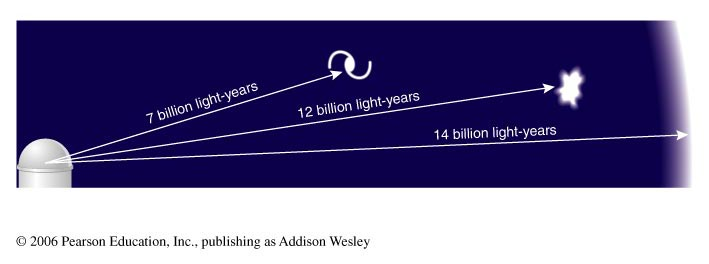 7 billion light-years
12 billion light-years
14 billion light-years
© 2006 Pearson Education, Inc., publishing as Addison Wesley